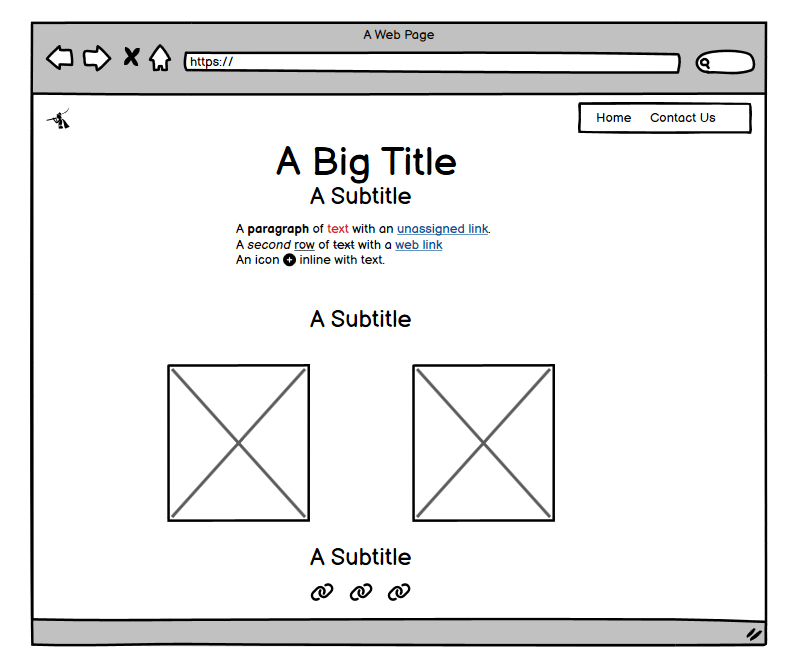 A Web Page
https://
Home Contact Us
A Big Title
A Subtitle
A paragraph of text with an unassigned link.
A second row of text with a web link
An icon inline with text.
A Subtitle
A Subtitle